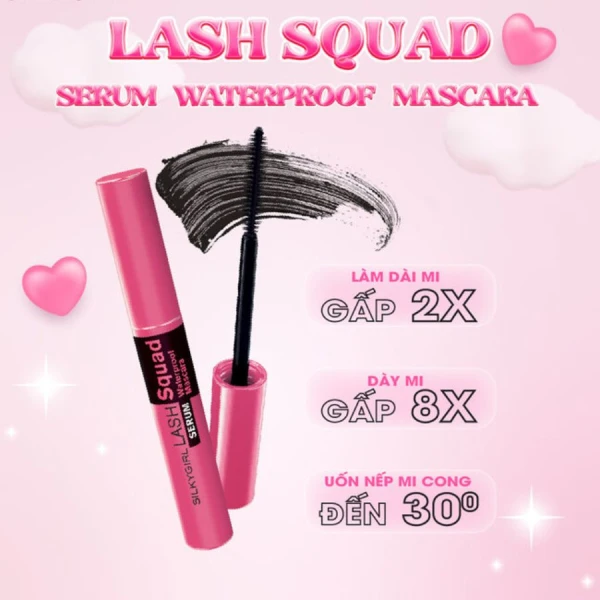 LASH SQUAD
SERUM WATERPROOF MASCARA
LÀM DÀI MI
GẤP 2X
DÀY MI
GẤP 8X
UỐN NẾP MI CONG
ĐẾN 30⁰
SILKYGIRL LASH Squad
SERUM Waterproof
Mascara